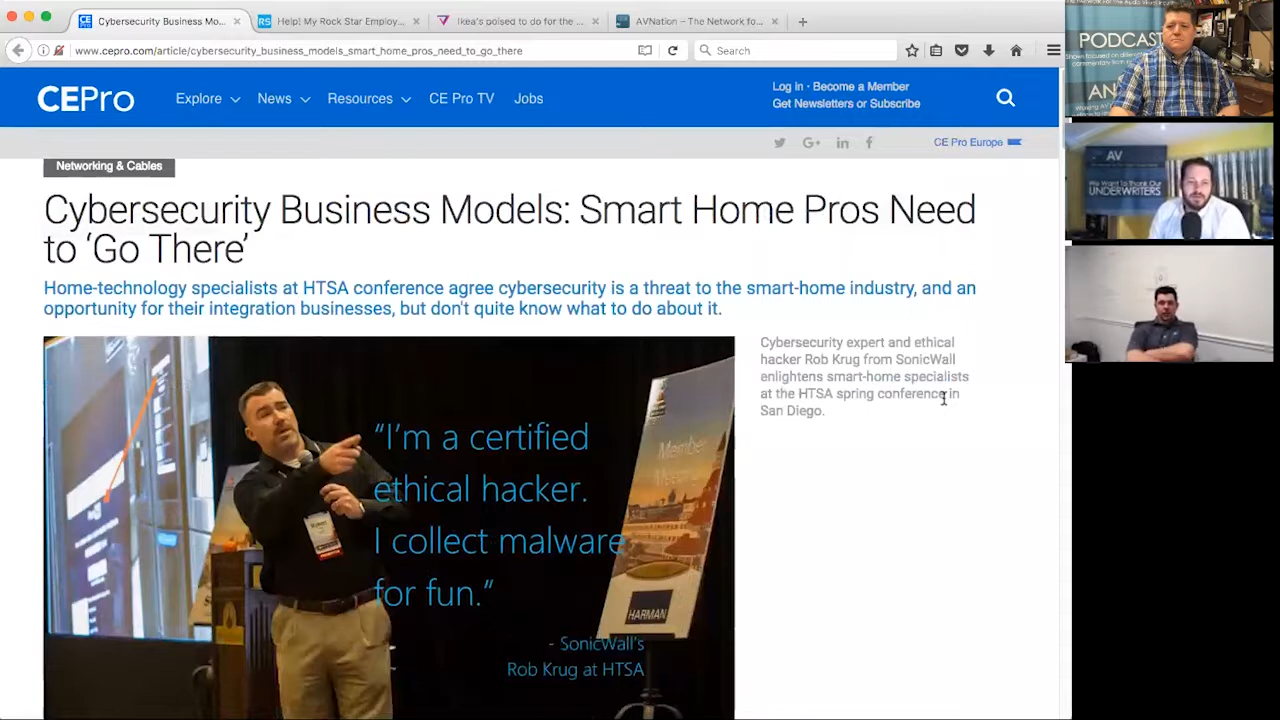 Cybersecurity Business Mo...
Help! My Rock Star Employ...
Ikea's poised to do for the ...
AVNation – The Network fo...
www.cepro.com/article/cybersecurity_business_models_smart_home_pros_need_to_go_there
Search
CEPro
Explore
News
Resources
CE Pro TV
Jobs
Log In · Become a Member
Get Newsletters or Subscribe
CE Pro Europe
Networking & Cables
Cybersecurity Business Models: Smart Home Pros Need
to ‘Go There’
Home-technology specialists at HTSA conference agree cybersecurity is a threat to the smart-home industry, and an
opportunity for their integration businesses, but don't quite know what to do about it.
Cybersecurity expert and ethical
hacker Rob Krug from SonicWall
enlightens smart-home specialists
at the HTSA spring conference in
San Diego.
“I’m a certified
ethical hacker.
I collect malware
for fun.”
- SonicWall's
Rob Krug at HTSA
Member
HARMAN
PODCAST
AV
We Want To Thank Our
UNDERWRITERS